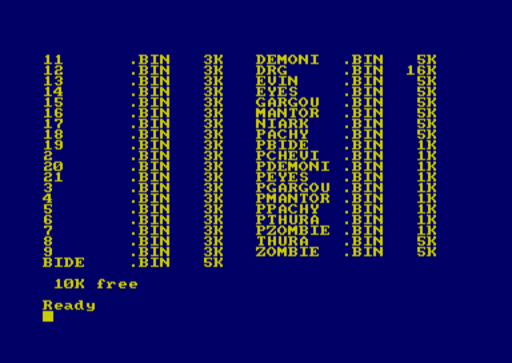 11 .BIN 3K DEMONI .BIN 5K
12 .BIN 3K DRG .BIN 16K
13 .BIN 3K EVIN .BIN 5K
14 .BIN 3K EYES .BIN 5K
15 .BIN 3K GARGOU .BIN 5K
16 .BIN 3K MANTOR .BIN 5K
17 .BIN 3K NIARK .BIN 5K
18 .BIN 3K PACHY .BIN 5K
19 .BIN 3K PBIDE .BIN 1K
2 .BIN 3K PCHEVI .BIN 1K
20 .BIN 3K PDEMONI .BIN 1K
21 .BIN 3K PEYES .BIN 1K
3 .BIN 3K PGARGOU .BIN 1K
4 .BIN 3K PMANTOR .BIN 1K
5 .BIN 3K PPACHY .BIN 1K
6 .BIN 3K PTHURA .BIN 1K
7 .BIN 3K PZOMBIE .BIN 1K
8 .BIN 3K THURA .BIN 5K
9 .BIN 3K ZOMBIE .BIN 5K
BIDE .BIN 5K
10K free
Ready